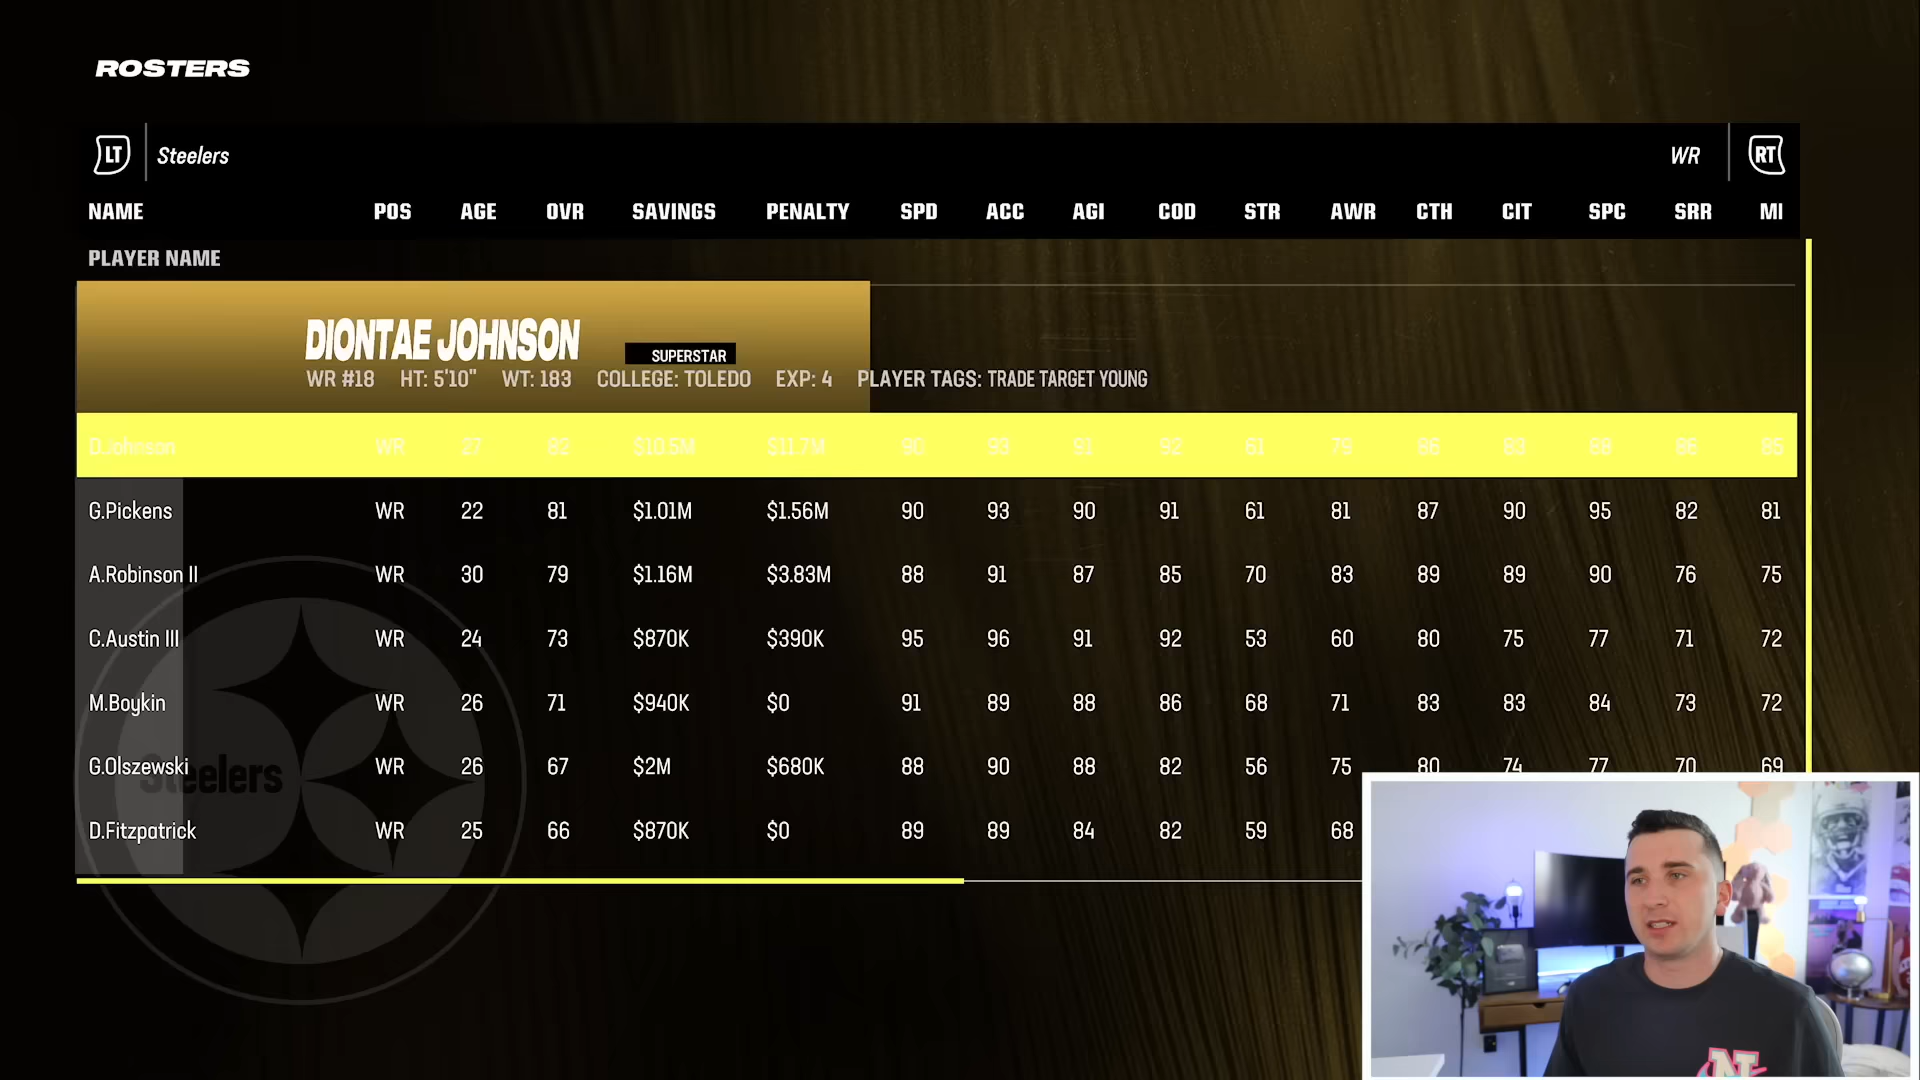 ROSTERS
LT Steelers WR RT
NAME POS AGE OVR SAVINGS PENALTY SPD ACC AGI COD STR AWR CTH CIT SPC SRR MI
PLAYER NAME
DIONTAE JOHNSON SUPERSTAR
WR #18 HT: 5'10" WT: 183 COLLEGE: TOLEDO EXP: 4 PLAYER TAGS: TRADE TARGET YOUNG
D.Johnson WR 27 82 $10.5M $11.7M 90 93 91 92 61 79 86 83 88 86 85
G.Pickens WR 22 81 $1.01M $1.56M 90 93 90 91 61 81 87 90 95 82 81
A.Robinson II WR 30 79 $1.16M $3.83M 88 91 87 85 70 83 89 89 90 76 75
C.Austin III WR 24 73 $870K $390K 95 96 91 92 53 60 80 75 77 71 72
M.Boykin WR 26 71 $940K $0 91 89 88 86 68 71 83 83 84 73 72
G.Olszewski WR 26 67 $2M $680K 88 90 88 82 56 75 80 74 77 70 69
Steelers
D.Fitzpatrick WR 25 66 $870K $0 89 89 84 82 59 68
N